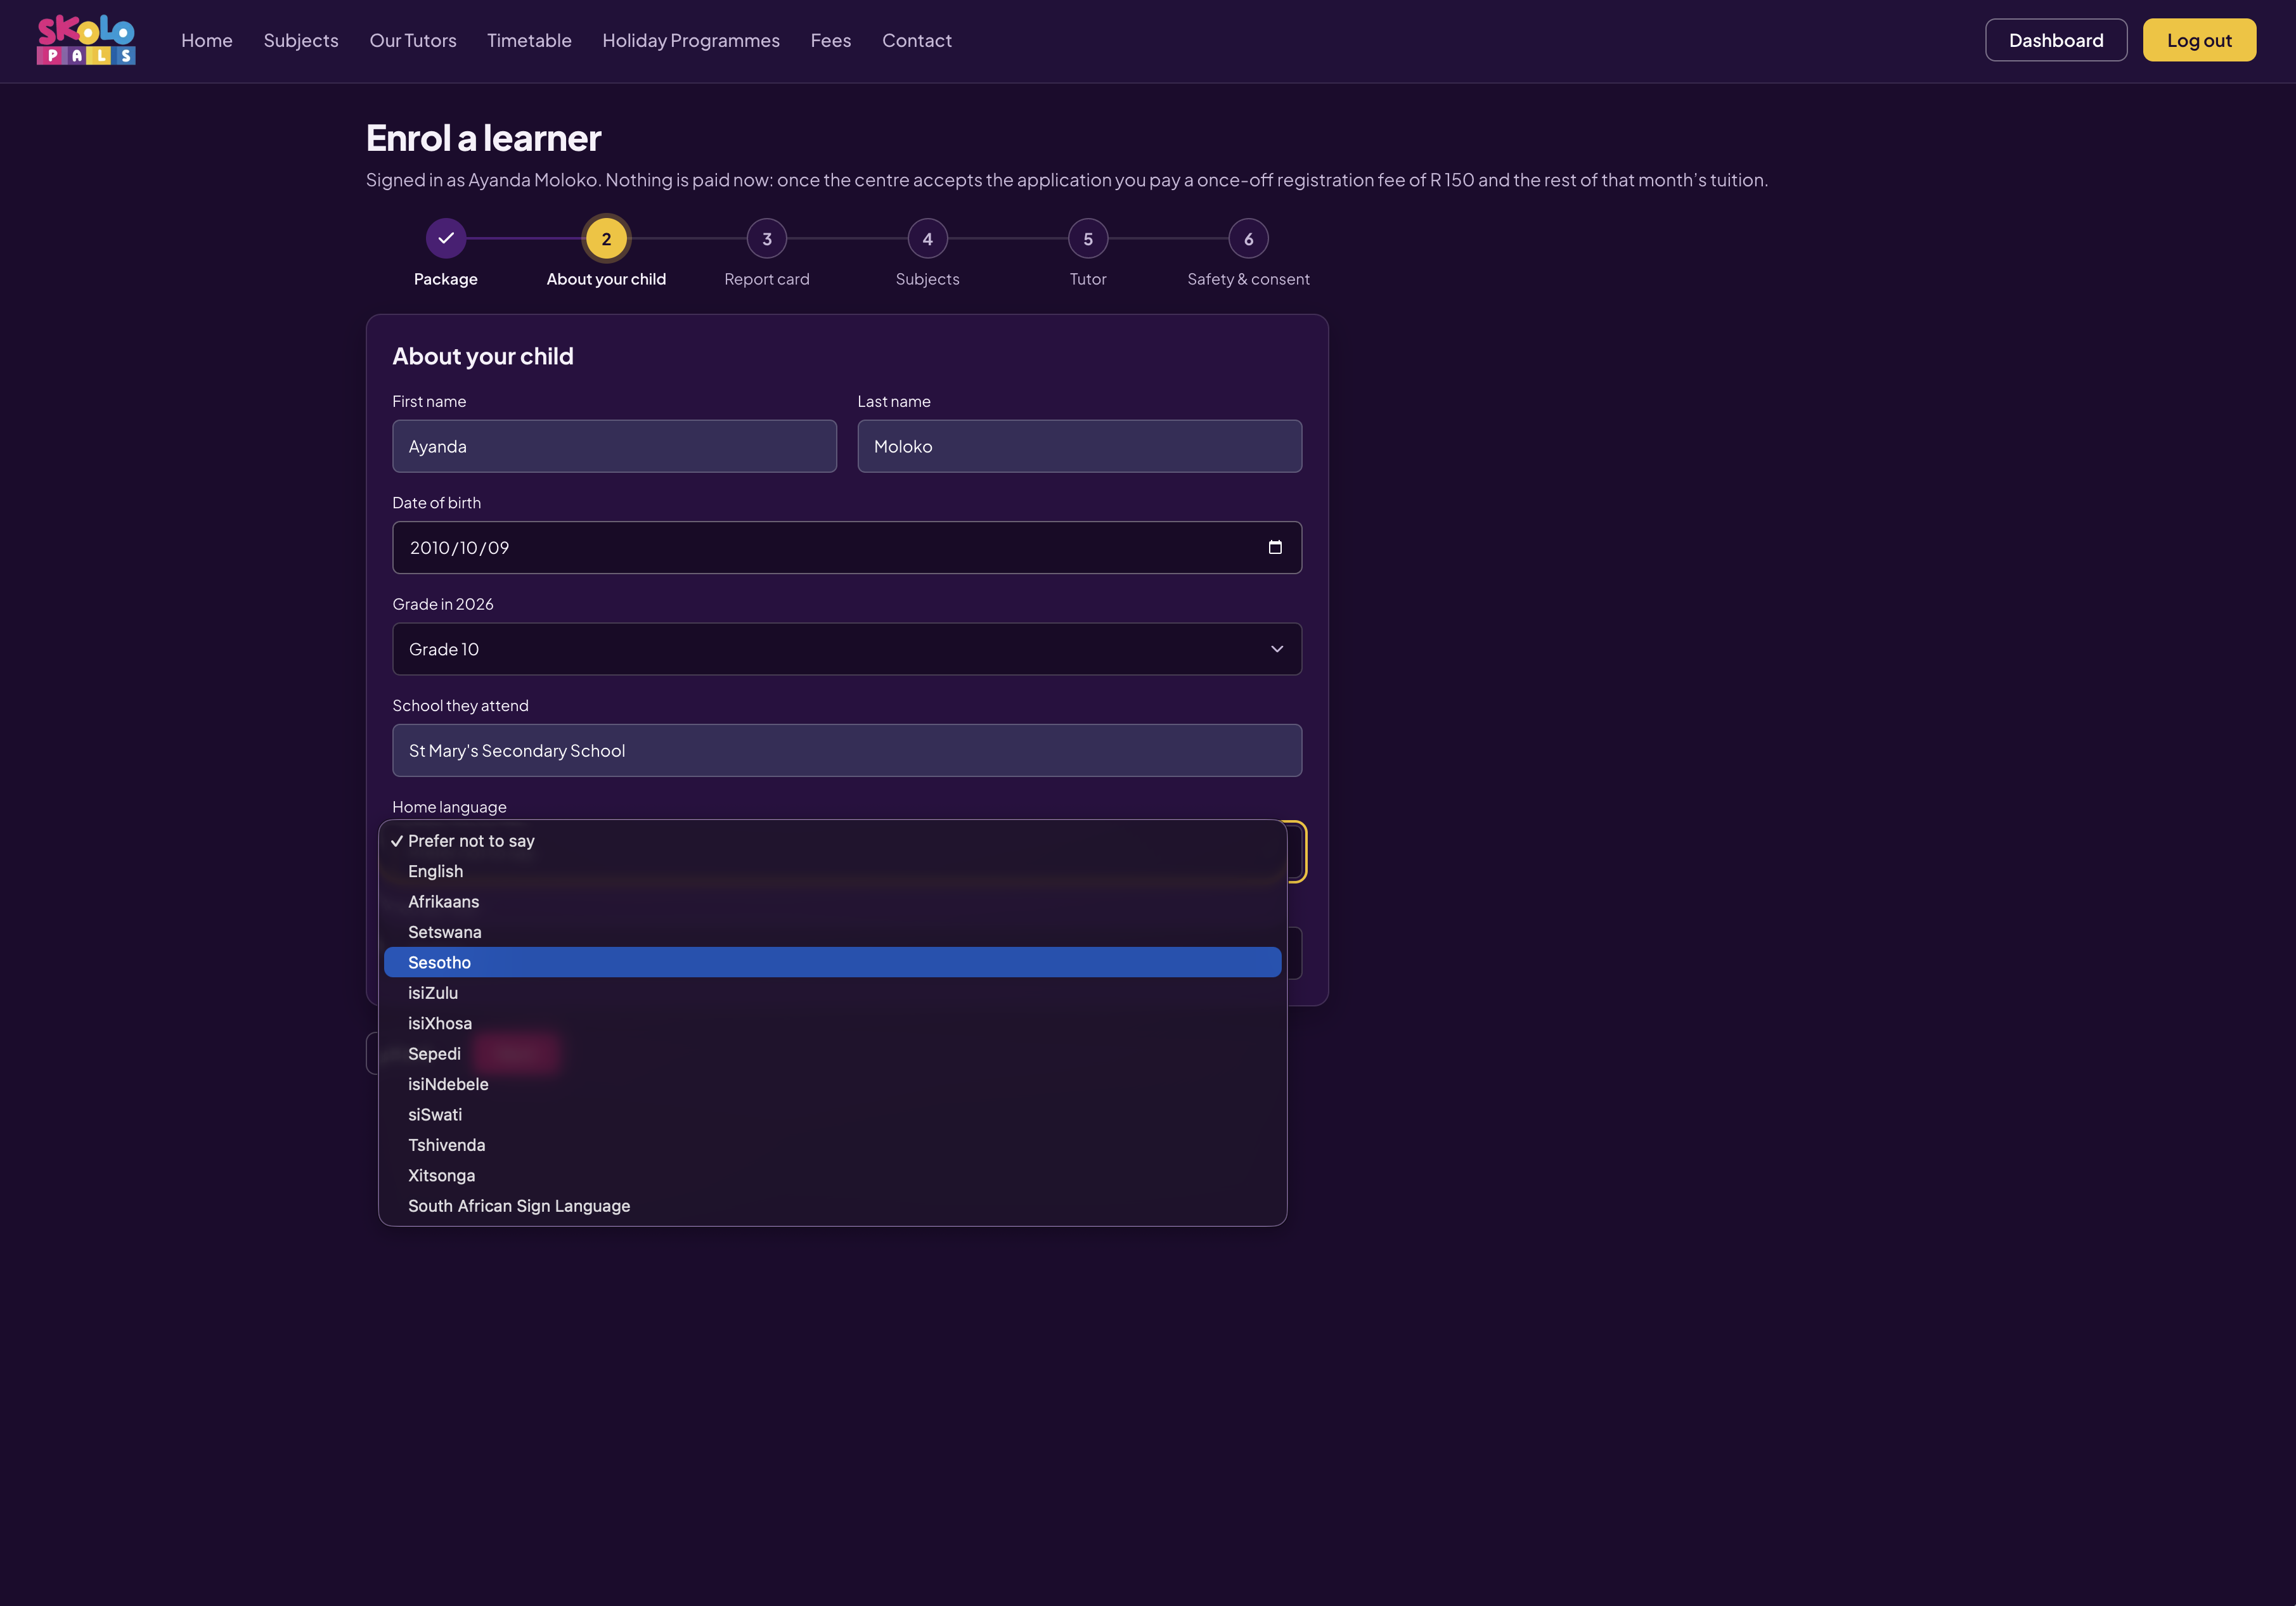 SKOLO
PALS
Home Subjects Our Tutors Timetable Holiday Programmes Fees Contact Dashboard Log out
Enrol a learner
Signed in as Ayanda Moloko. Nothing is paid now: once the centre accepts the application you pay a once-off registration fee of R 150 and the rest of that month’s tuition.
2 3 4 5 6
Package About your child Report card Subjects Tutor Safety & consent
About your child
First name Last name
Ayanda Moloko
Date of birth
2010/10/09
Grade in 2026
Grade 10
School they attend
St Mary's Secondary School
Home language
✓ Prefer not to say
English
Afrikaans
Setswana
Sesotho
isiZulu
isiXhosa
Sepedi
isiNdebele
siSwati
Tshivenda
Xitsonga
South African Sign Language